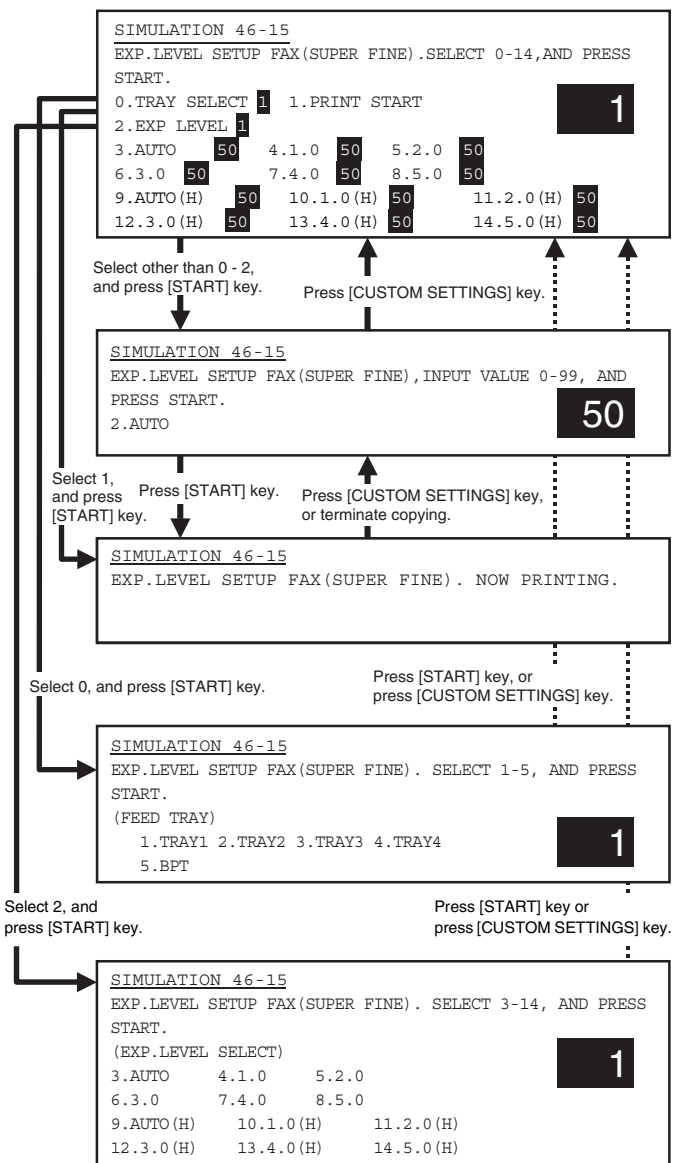 SIMULATION 46-15
EXP.LEVEL SETUP FAX(SUPER FINE).SELECT 0-14,AND PRESS
START.
0.TRAY SELECT 1 1.PRINT START
1
2.EXP LEVEL 1
3.AUTO 50 4.1.0 50 5.2.0 50
6.3.0 50 7.4.0 50 8.5.0 50
9.AUTO(H) 50 10.1.0(H) 50 11.2.0(H) 50
12.3.0(H) 50 13.4.0(H) 50 14.5.0(H) 50
Select other than 0 - 2,
and press [START] key.
Press [CUSTOM SETTINGS] key.
SIMULATION 46-15
EXP.LEVEL SETUP FAX(SUPER FINE),INPUT VALUE 0-99, AND
PRESS START.
2.AUTO
50
Select 1,
and press
[START] key.
Press [START] key.
Press [CUSTOM SETTINGS] key,
or terminate copying.
SIMULATION 46-15
EXP.LEVEL SETUP FAX(SUPER FINE). NOW PRINTING.
Select 0, and press [START] key.
Press [START] key, or
press [CUSTOM SETTINGS] key.
SIMULATION 46-15
EXP.LEVEL SETUP FAX(SUPER FINE). SELECT 1-5, AND PRESS
START.
(FEED TRAY)
1.TRAY1 2.TRAY2 3.TRAY3 4.TRAY4
5.BPT
1
Select 2, and
press [START] key.
Press [START] key or
press [CUSTOM SETTINGS] key.
SIMULATION 46-15
EXP.LEVEL SETUP FAX(SUPER FINE). SELECT 3-14, AND PRESS
START.
(EXP.LEVEL SELECT)
1
3.AUTO 4.1.0 5.2.0
6.3.0 7.4.0 8.5.0
9.AUTO(H) 10.1.0(H) 11.2.0(H)
12.3.0(H) 13.4.0(H) 14.5.0(H)